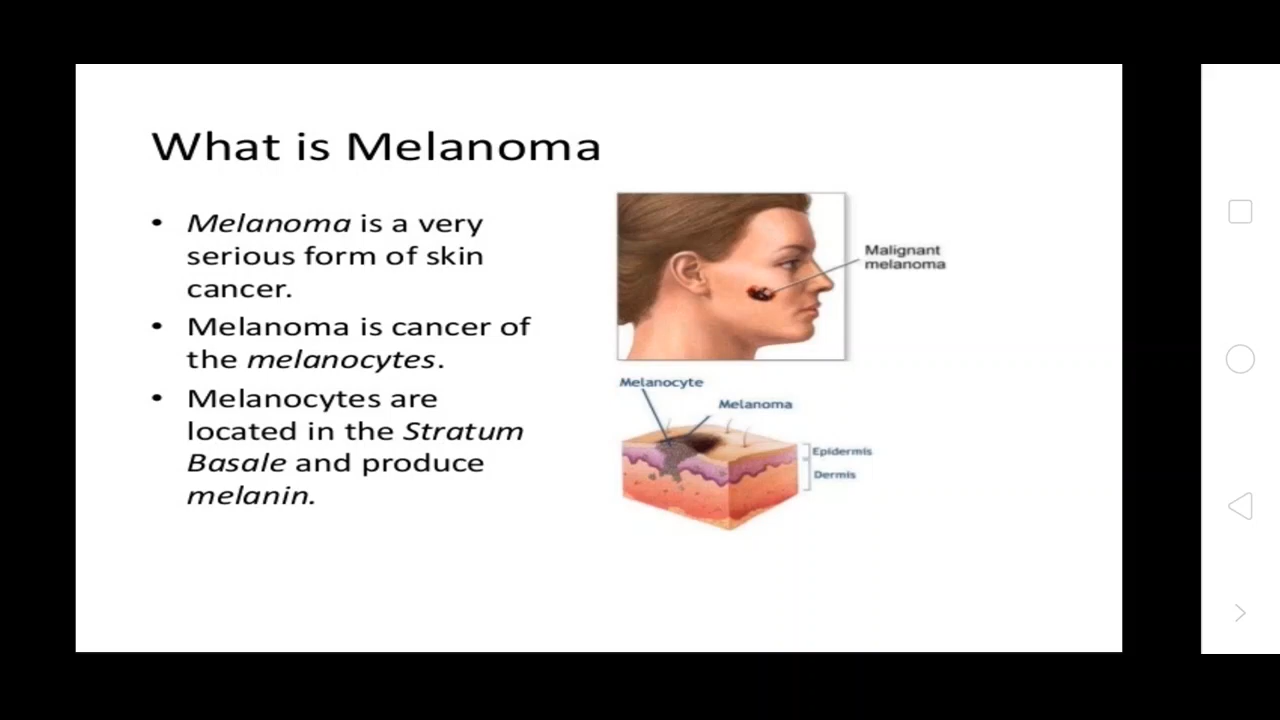 What is Melanoma
• Melanoma is a very
serious form of skin
cancer.
• Melanoma is cancer of
the melanocytes.
• Melanocytes are
located in the Stratum
Basale and produce
melanin.
Malignant
melanoma
Melanocyte
Melanoma
Epidermis
Dermis